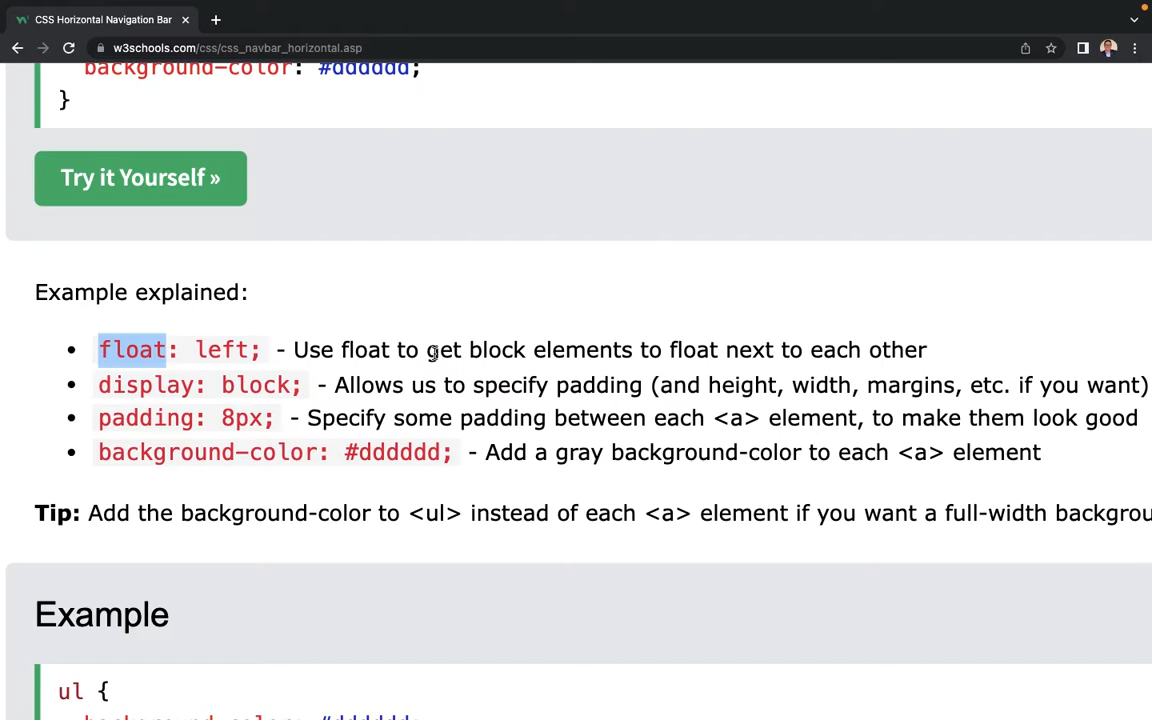 CSS Horizontal Navigation Bar
w3schools.com/css/css_navbar_horizontal.asp
background-color: #dddddd;
}
Try it Yourself »
Example explained:
• float: left; - Use float to get block elements to float next to each other
• display: block; - Allows us to specify padding (and height, width, margins, etc. if you want)
• padding: 8px; - Specify some padding between each <a> element, to make them look good
• background-color: #dddddd; - Add a gray background-color to each <a> element
Tip: Add the background-color to <ul> instead of each <a> element if you want a full-width backgrou
Example
ul {
background-color: #dddddd;